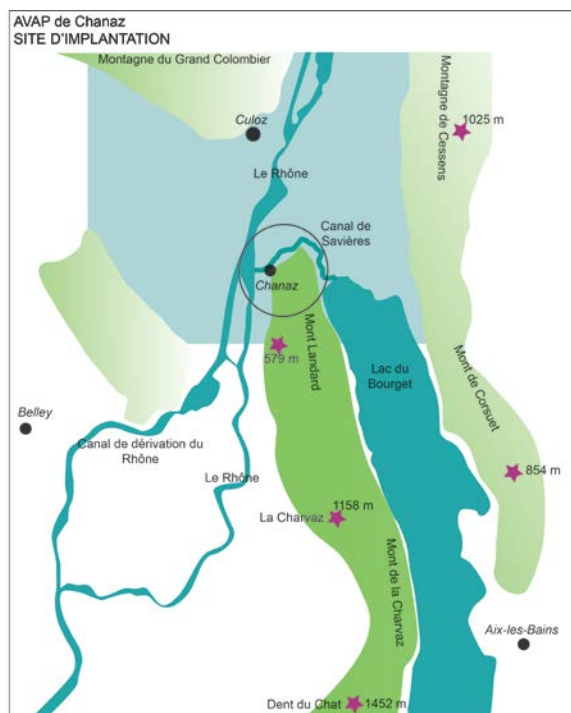 AVAP de Chanaz
SITE D'IMPLANTATION
Montagne du Grand Colombier
Montagne de Cessens
1025 m
Culoz
Le Rhône
Canal de
Savières
Chanaz
Mont Landard
579 m
Lac du
Bourget
Mont de Corsuet
Belley
Canal de dérivation du
Rhône
Le Rhône
854 m
1158 m
La Charvaz
Mont de la Charvaz
Aix-les-Bains
Dent du Chat
1452 m